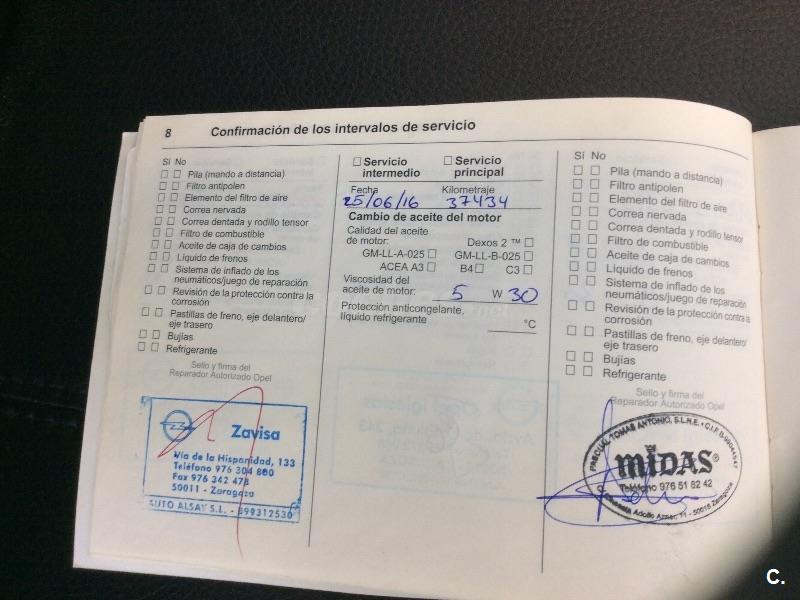 8 Confirmación de los intervalos de servicio
Si No
Pila (mando a distancia)
Filtro antipolen
Elemento del filtro de aire
Correa nervada
Correa dentada y rodillo tensor
Filtro de combustible
Aceite de caja de cambios
Líquido de frenos
Sistema de inflado de los
neumáticos/juego de reparación
Revisión de la protección contra la
corrosión
Pastillas de freno, eje delantero/
eje trasero
Bujías
Refrigerante
Sello y firma del
Reparador Autorizado Opel
Zavisa
Vía de la Hispanidad, 133
Teléfono 976 304 800
Fax 976 342 478
50011 - Zaragoza
AUTO ALSAY S.L. -
Servicio intermedio
Servicio principal
Fecha
25/06/16
Kilometraje
37434
Cambio de aceite del motor
Calidad del aceite
de motor:
Dexos 2 ™
GM-LL-A-025 GM-LL-B-025
ACEA A3 B4 C3
Viscosidad del
aceite de motor: 5 W 30
Protección anticongelante,
líquido refrigerante
°C
Si No
Pila (mando a distancia)
Filtro antipolen
Elemento del filtro de aire
Correa nervada
Correa dentada y rodillo tensor
Filtro de combustible
Aceite de caja de cambios
Líquido de frenos
Sistema de inflado de los
neumáticos/juego de reparación
Revisión de la protección contra la
corrosión
Pastillas de freno, eje delantero/
eje trasero
Bujías
Refrigerante
Sello y firma del
Reparador Autorizado Opel
PASCUAL TOMAS ANTONIO, S.L.N.E. • C.I.F.
MIDAS®
Teléfono 976 51 82 42
Adolfo Aznar, 11 - 50018 Zaragoza
C.